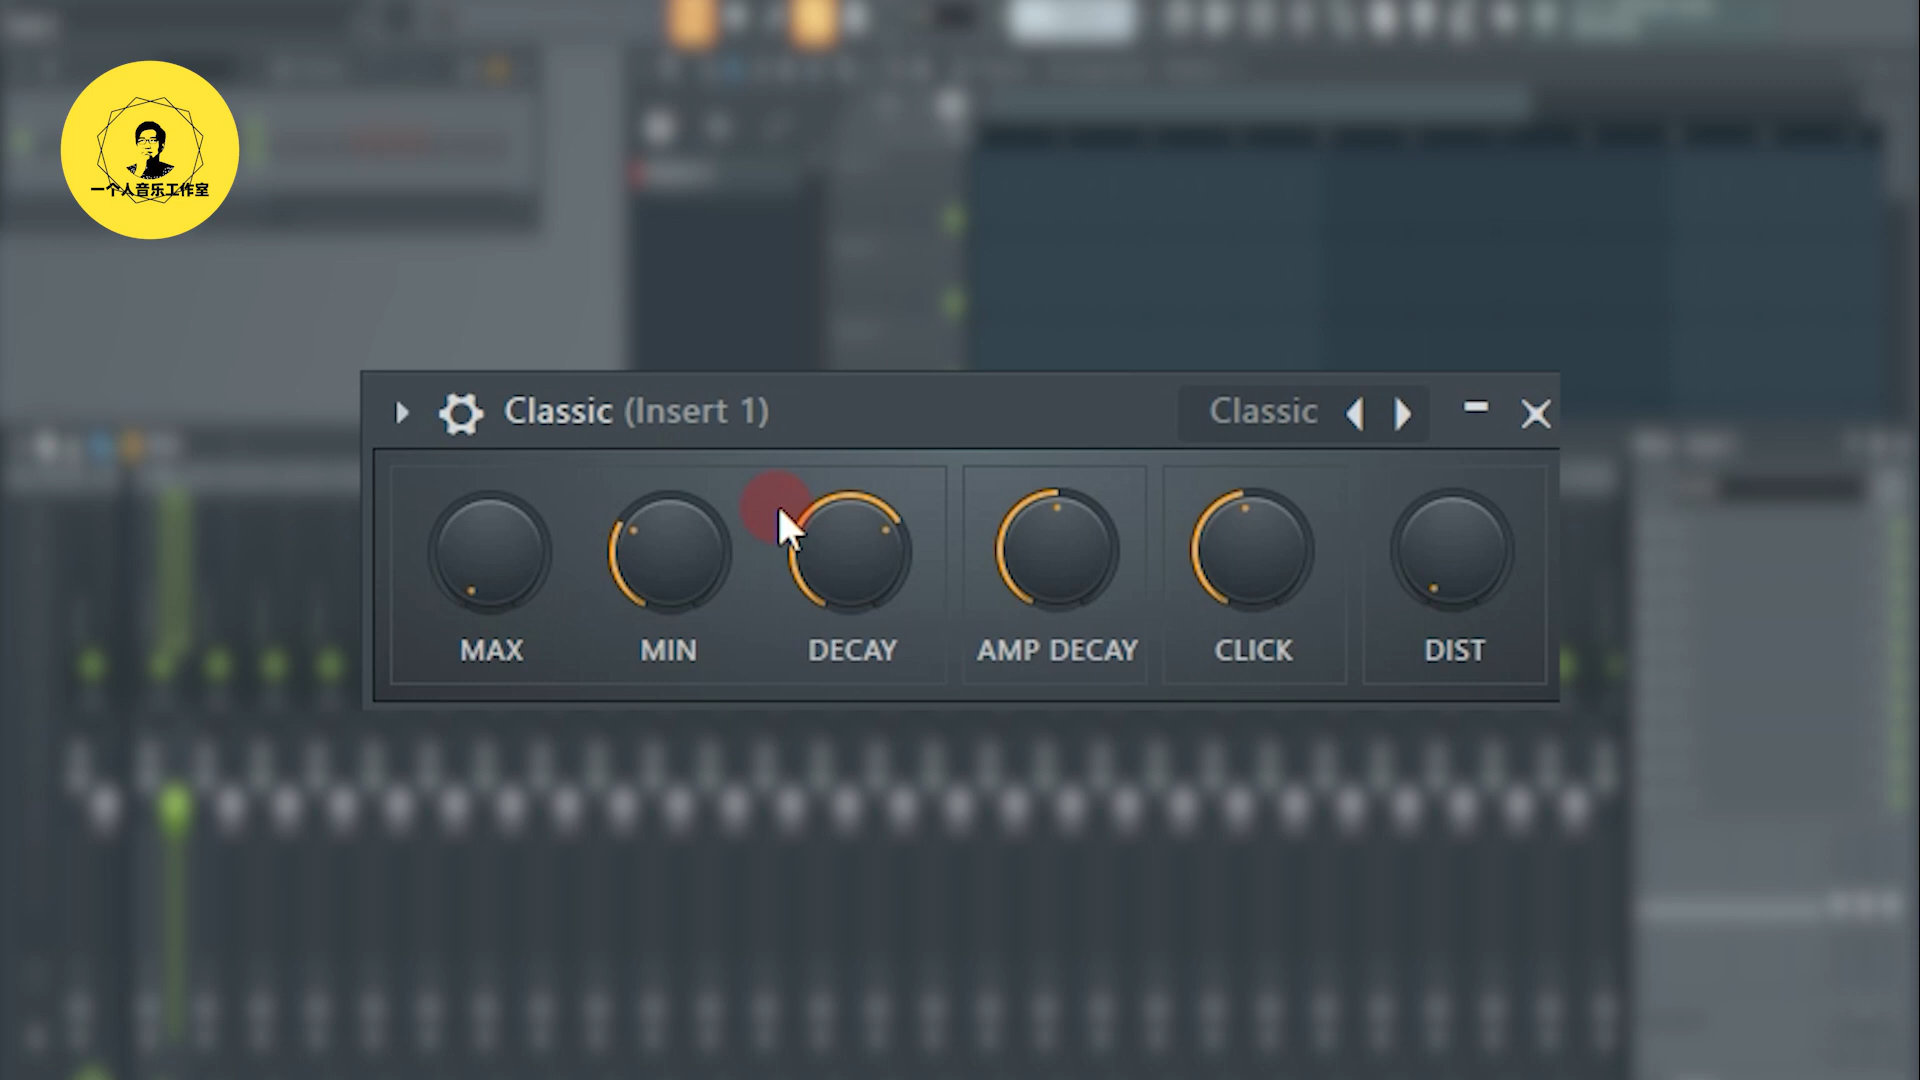 一个人音乐工作室
Classic (Insert 1)
Classic
MAX
MIN
DECAY
AMP DECAY
CLICK
DIST